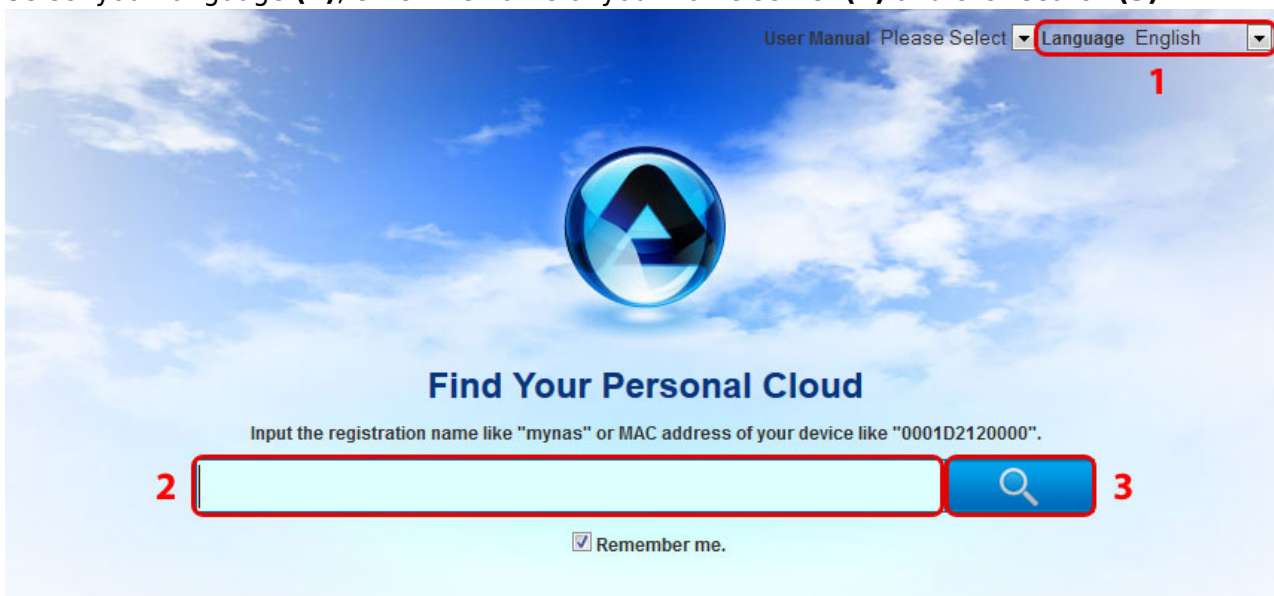 User Manual Please Select Language English
1
Find Your Personal Cloud
Input the registration name like "mynas" or MAC address of your device like "0001D2120000".
2 3
Remember me.